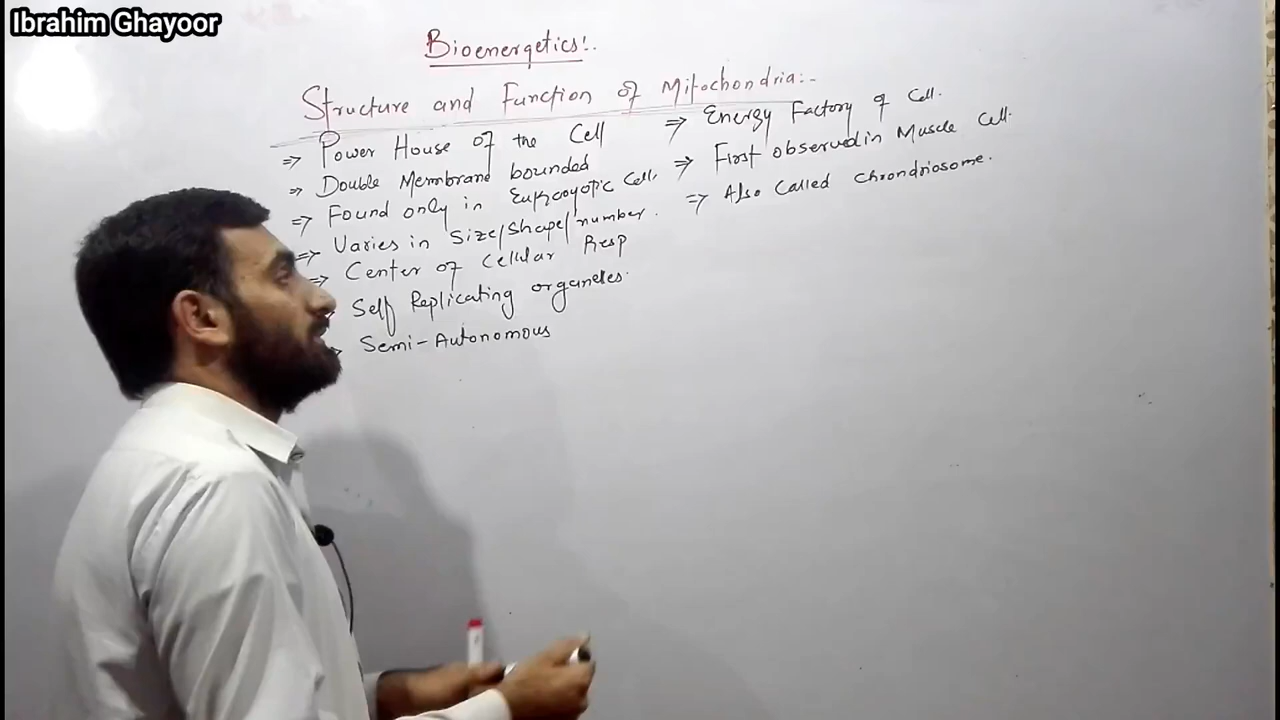 Ibrahim Ghayoor
Bioenergetics!.
Structure and Function of Mitochondria:-
⇒ Power House of the Cell
⇒ Double Membrane bounded
⇒ Found only in Eukaryotic Cell.
⇒ Varies in Size/Shape/number.
⇒ Center of Cellular Resp
Self Replicating organeles.
Semi-Autonomous
⇒ Energy Factory of Cell.
⇒ First observed in Muscle Cell.
⇒ Also Called Chrondriosome.